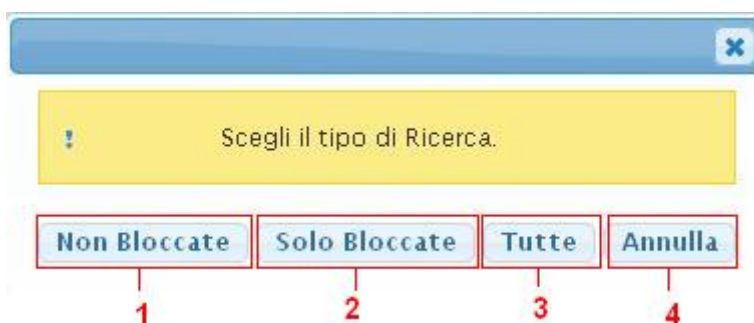 ! Scegli il tipo di Ricerca.
Non Bloccate Solo Bloccate Tutte Annulla
1 2 3 4